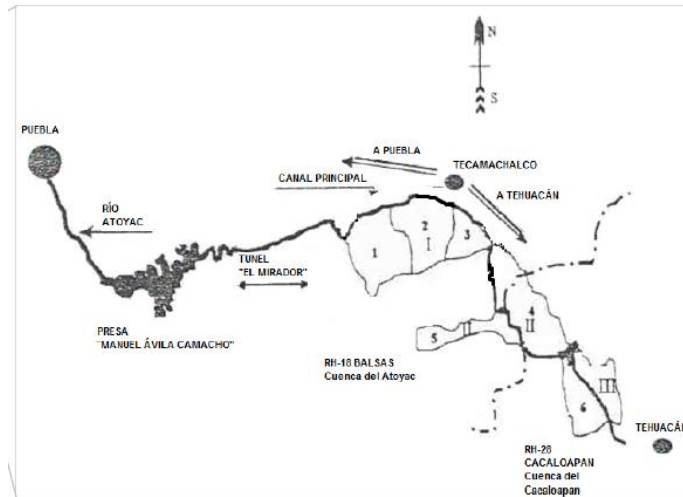 N
S
PUEBLA
A PUEBLA
TECAMACHALCO
CANAL PRINCIPAL
A TEHUACÁN
RÍO
ATOYAC
2
I
3
1
TUNEL
"EL MIRADOR"
PRESA
"MANUEL ÁVILA CAMACHO"
4
II
II
5
RH-18 BALSAS
Cuenca del Atoyac
III
6
TEHUACÁN
RH-28
CACALOAPAN
Cuenca del
Cacaloapan